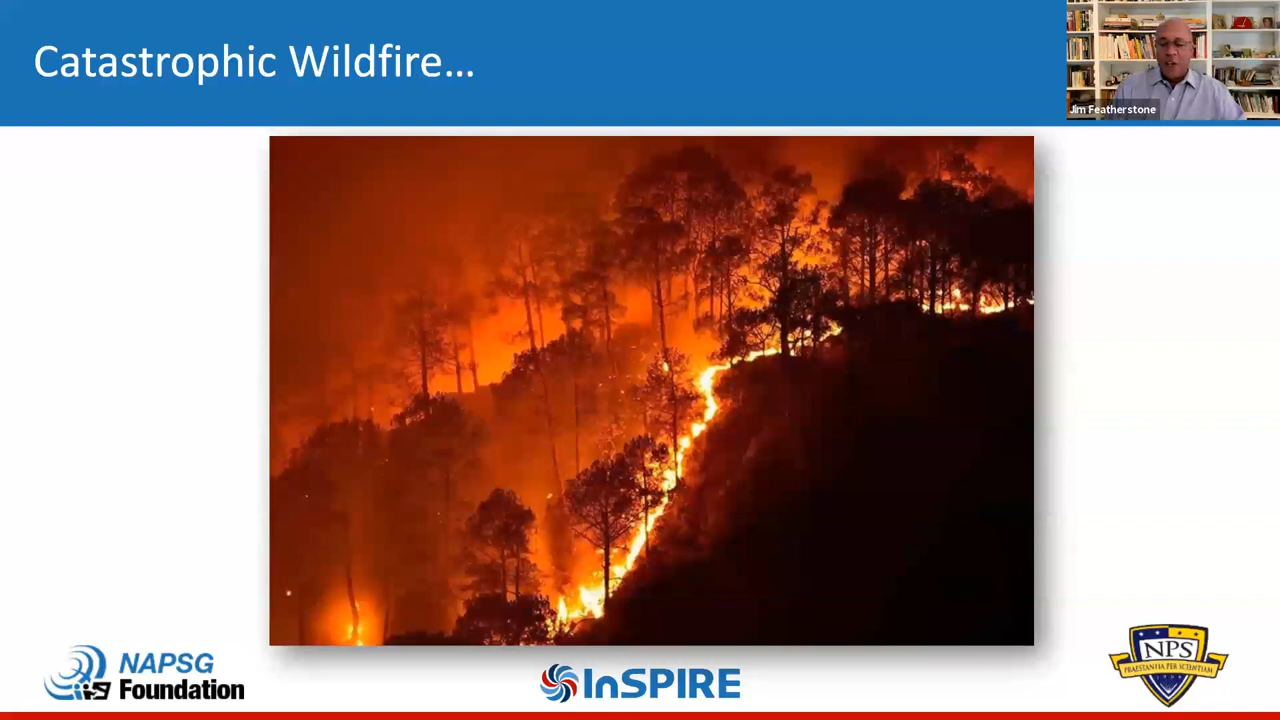 Catastrophic Wildfire...
Jim Featherstone
NAPSG
Foundation
InSPIRE
NPS
PRAESTANTIA PER SCIENTIAM